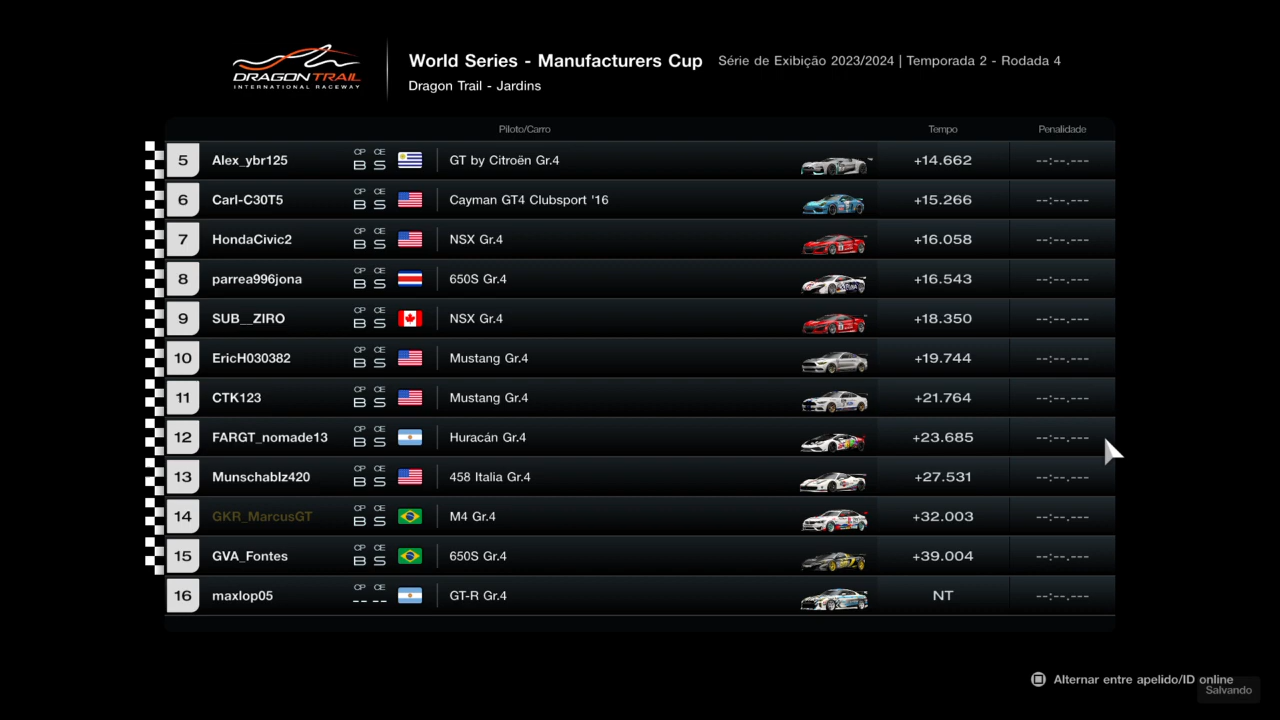 DRAGON TRAIL
INTERNATIONAL RACEWAY
World Series - Manufacturers Cup Série de Exibição 2023/2024 | Temporada 2 - Rodada 4
Dragon Trail - Jardins
Piloto/Carro Tempo Penalidade
5 Alex_ybr125 CP B CE S GT by Citroën Gr.4 +14.662 --:--.---
6 Carl-C30T5 CP B CE S Cayman GT4 Clubsport '16 +15.266 --:--.---
7 HondaCivic2 CP B CE S NSX Gr.4 +16.058 --:--.---
8 parrea996jona CP B CE S 650S Gr.4 +16.543 --:--.---
9 SUB__ZIRO CP B CE S NSX Gr.4 +18.350 --:--.---
10 EricH030382 CP B CE S Mustang Gr.4 +19.744 --:--.---
11 CTK123 CP B CE S Mustang Gr.4 +21.764 --:--.---
12 FARGT_nomade13 CP B CE S Huracán Gr.4 +23.685 --:--.---
13 Munschablz420 CP B CE S 458 Italia Gr.4 +27.531 --:--.---
14 GKR_MarcusGT CP B CE S M4 Gr.4 +32.003 --:--.---
15 GVA_Fontes CP B CE S 650S Gr.4 +39.004 --:--.---
16 maxlop05 CP -- CE -- GT-R Gr.4 NT --:--.---
Alternar entre apelido/ID online
Salvando